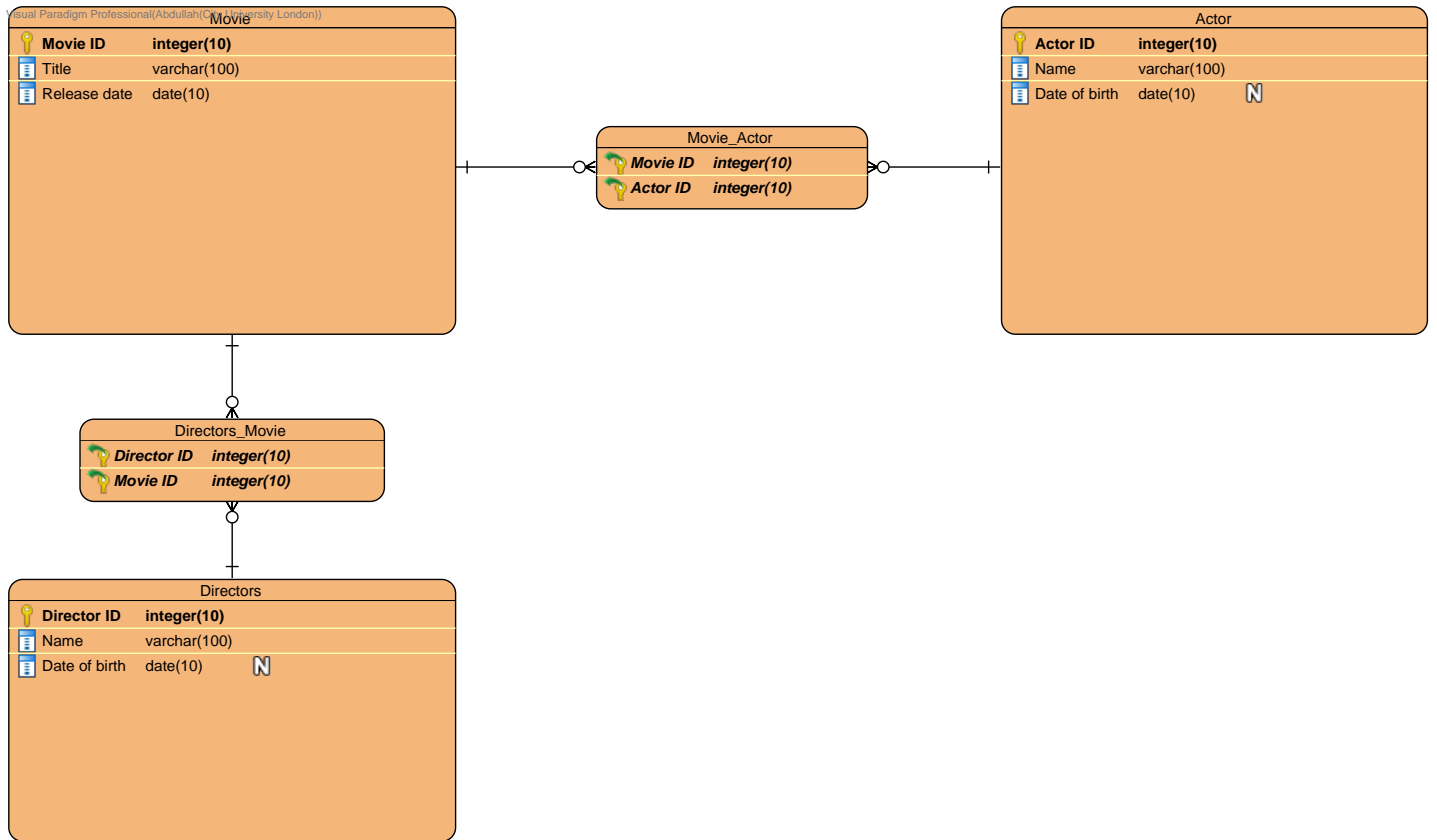 Visual Paradigm Professional(Abdullah(City University London))
Movie
Movie ID integer(10)
Title varchar(100)
Release date date(10)
Actor
Actor ID integer(10)
Name varchar(100)
Date of birth date(10) N
Movie_Actor
Movie ID integer(10)
Actor ID integer(10)
Directors_Movie
Director ID integer(10)
Movie ID integer(10)
Directors
Director ID integer(10)
Name varchar(100)
Date of birth date(10) N